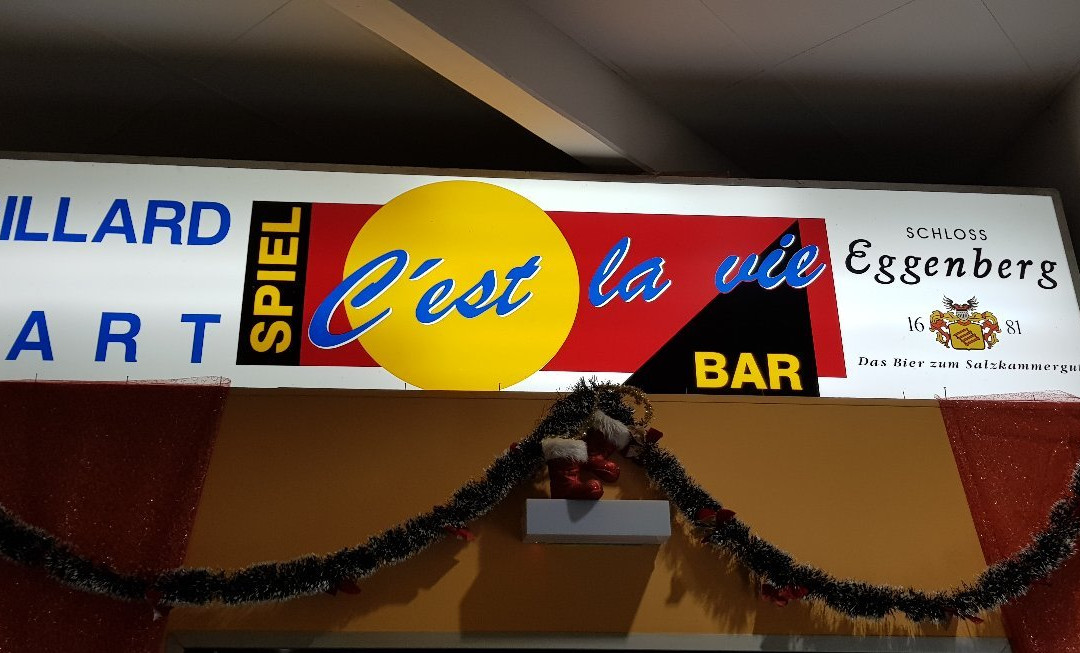 ILLARD
ART
SPIEL
C'est la vie
BAR
SCHLOSS
Eggenberg
16 81
Das Bier zum Salzkammergut